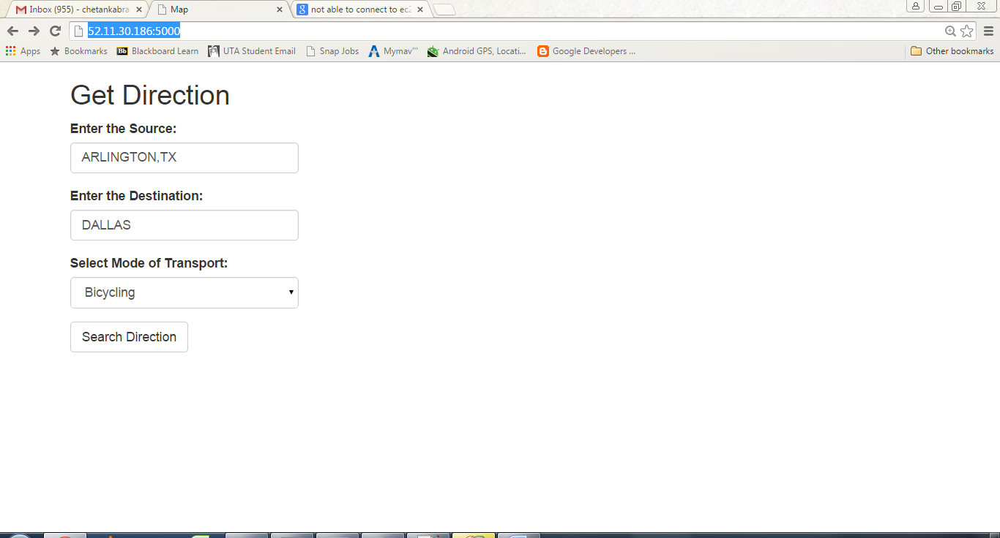 Inbox (955) - chetankabra
Map
not able to connect to ec2
52.11.30.186:5000
Apps Bookmarks Bb Blackboard Learn UTA Student Email Snap Jobs Mymav''' Android GPS, Locati... Google Developers ... Other bookmarks
Get Direction
Enter the Source:
ARLINGTON,TX
Enter the Destination:
DALLAS
Select Mode of Transport:
Bicycling
Search Direction